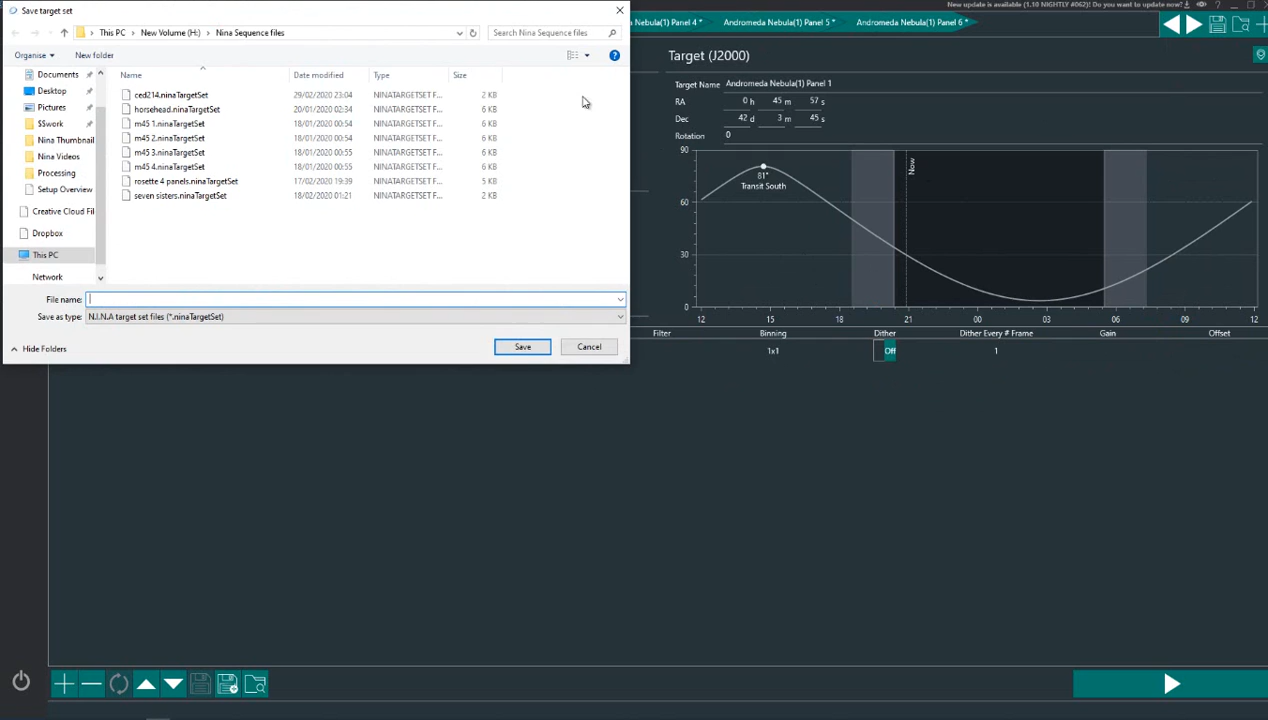 Save target set
New update is available (1.10 NIGHTLY #062)! Do you want to update now?
This PC > New Volume (H:) > Nina Sequence files
Search Nina Sequence files
Nebula(1) Panel 4 *
Andromeda Nebula(1) Panel 5 *
Andromeda Nebula(1) Panel 6 *
Organise
New folder
?
Target (J2000)
Name
Date modified
Type
Size
Documents
Desktop
Pictures
SSwork
Nina Thumbnail
Nina Videos
Processing
Setup Overview
Creative Cloud Fil
Dropbox
This PC
Network
ced214.ninaTargetSet 29/02/2020 23:04 NINATARGETSET F... 2 KB
horsehead.ninaTargetSet 20/01/2020 02:34 NINATARGETSET F... 6 KB
m45 1.ninaTargetSet 18/01/2020 00:54 NINATARGETSET F... 6 KB
m45 2.ninaTargetSet 18/01/2020 00:54 NINATARGETSET F... 6 KB
m45 3.ninaTargetSet 18/01/2020 00:55 NINATARGETSET F... 6 KB
m45 4.ninaTargetSet 18/01/2020 00:55 NINATARGETSET F... 6 KB
rosette 4 panels.ninaTargetSet 17/02/2020 19:39 NINATARGETSET F... 5 KB
seven sisters.ninaTargetSet 18/02/2020 01:21 NINATARGETSET F... 2 KB
File name:
Save as type: N.I.N.A target set files (*.ninaTargetSet)
Hide Folders
Save
Cancel
Target Name Andromeda Nebula(1) Panel 1
RA 0 h 45 m 57 s
Dec 42 d 3 m 45 s
Rotation 0
90
60
30
0
Now
81°
Transit South
12 15 18 21 00 03 06 09 12
Filter Binning Dither Dither Every # Frame Gain Offset
1x1 Off 1